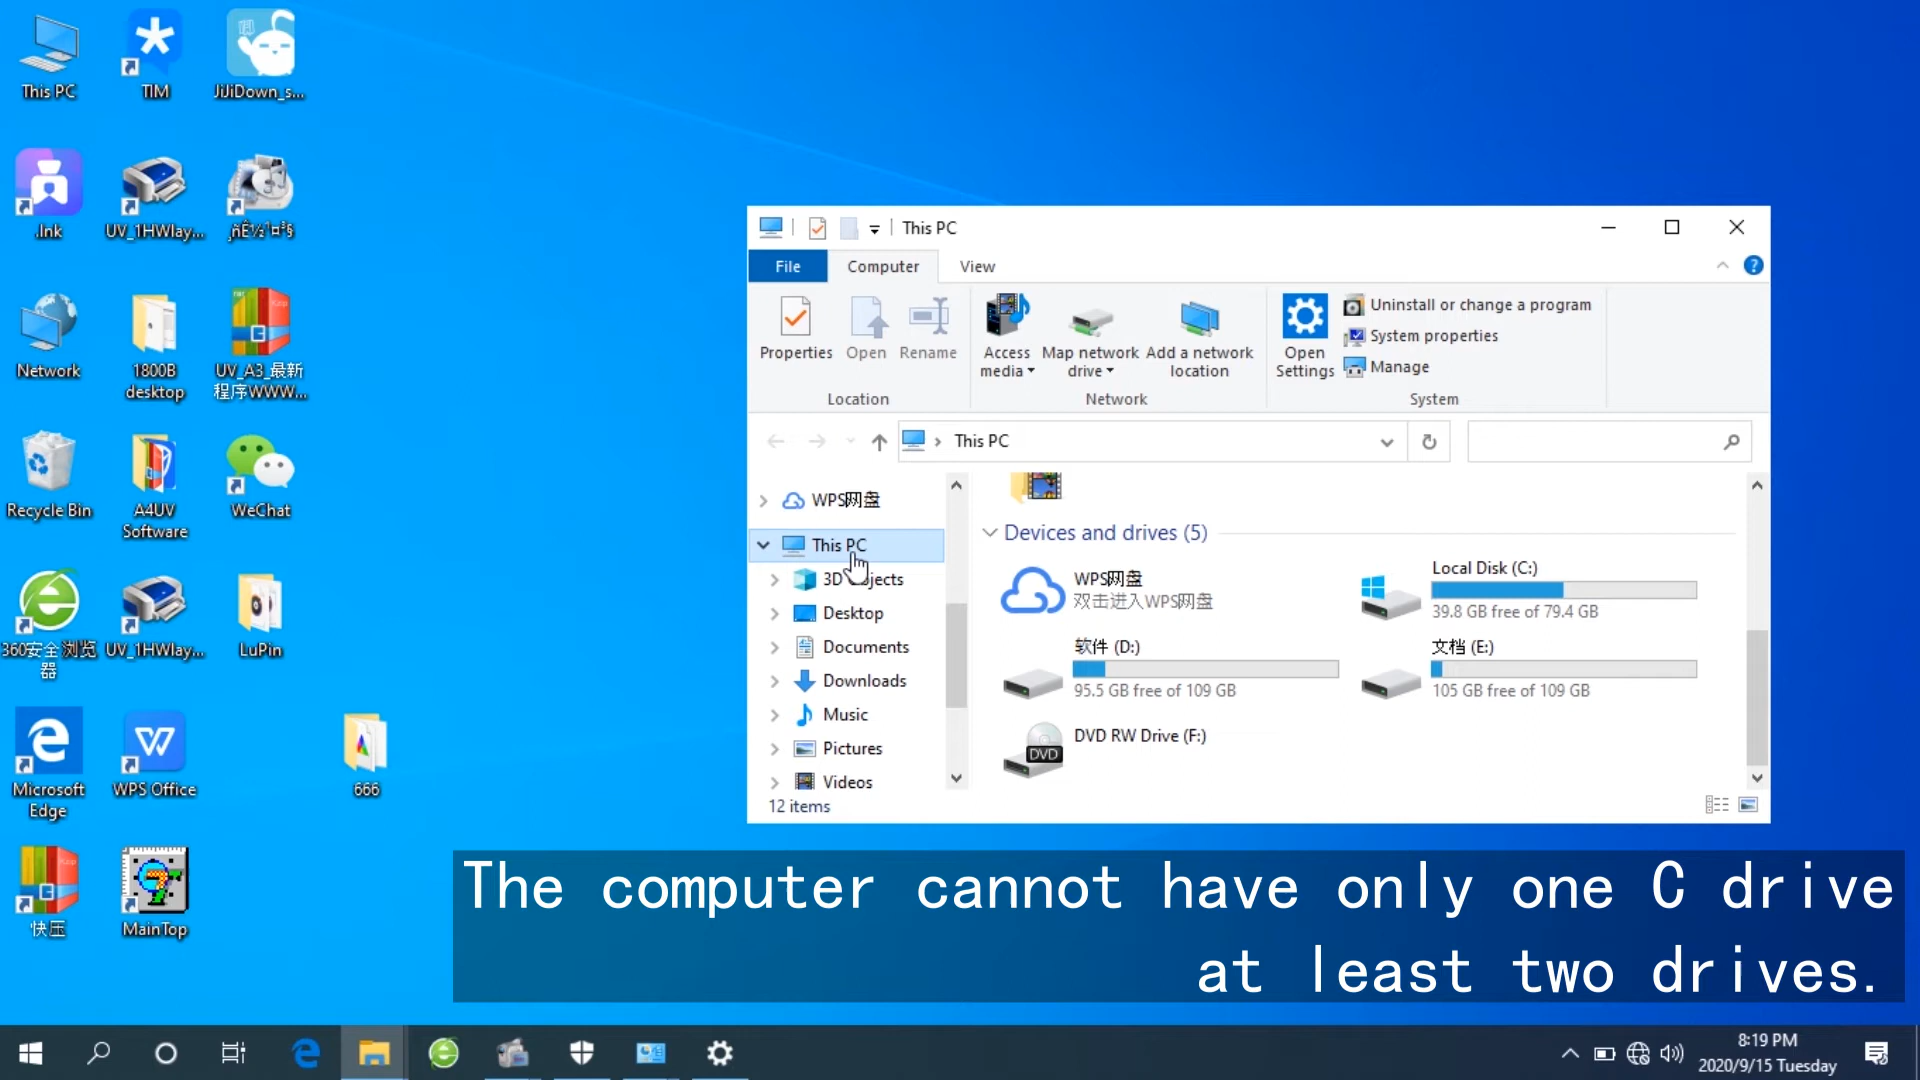 This PC
TIM
JiJiDown_s...
.lnk
UV_1HWlay...
¸ñÊ½¹¤³§
Network
1800B
desktop
UV_A3_最新
程序WWW...
Recycle Bin
A4UV
Software
WeChat
360安全浏览
器
UV_1HWlay...
LuPin
Microsoft
Edge
WPS Office
666
快压
MainTop
This PC
File
Computer
View
Properties
Open
Rename
Location
Access
media
Map network
drive
Add a network
location
Network
Open
Settings
Uninstall or change a program
System properties
Manage
System
This PC
WPS网盘
This PC
Desktop
Documents
Downloads
Music
Pictures
Videos
Devices and drives (5)
WPS网盘
双击进入WPS网盘
Local Disk (C:)
39.8 GB free of 79.4 GB
软件 (D:)
95.5 GB free of 109 GB
文档 (E:)
105 GB free of 109 GB
DVD RW Drive (F:)
DVD
12 items
The computer cannot have only one C drive
at least two drives.
8:19 PM
2020/9/15 Tuesday